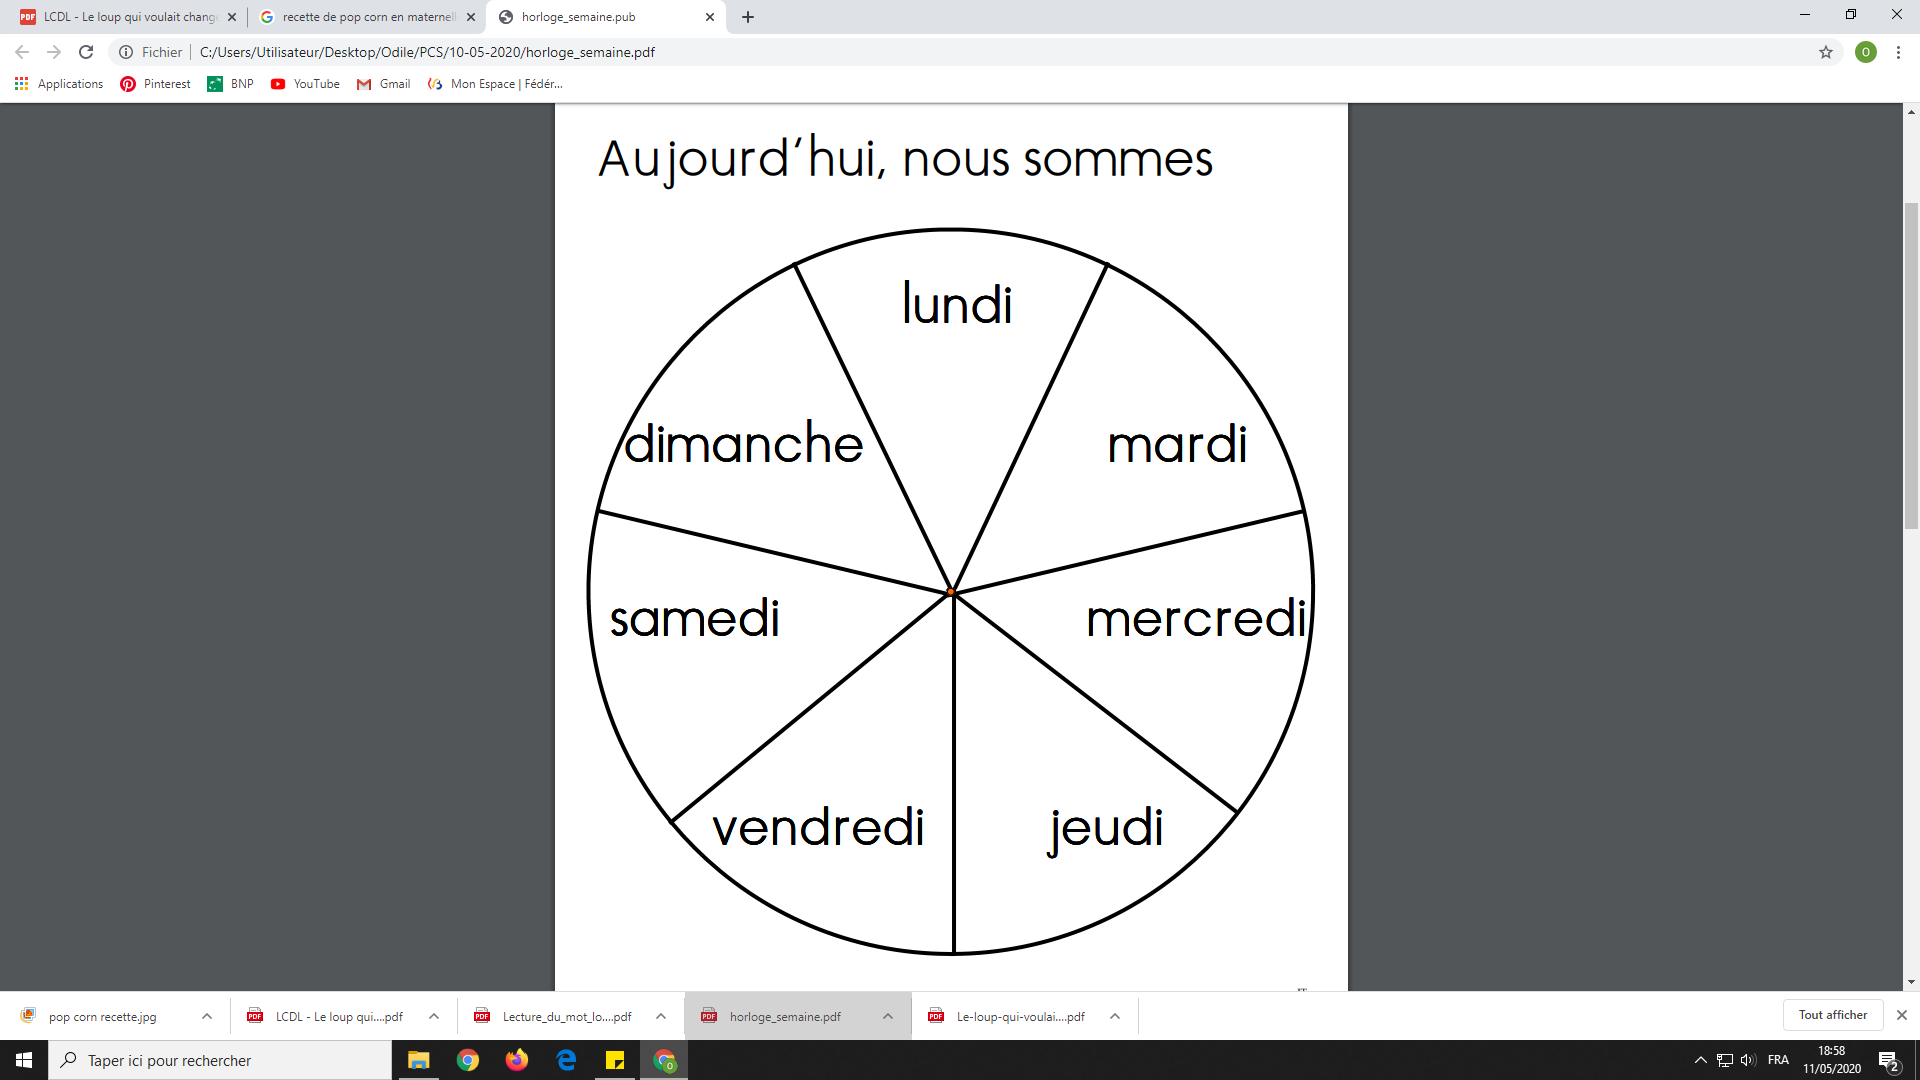 LCDL - Le loup qui voulait chang
recette de pop corn en maternell
horloge_semaine.pub
Fichier
C:/Users/Utilisateur/Desktop/Odile/PCS/10-05-2020/horloge_semaine.pdf
O
Applications
Pinterest
BNP
YouTube
Gmail
Mon Espace | Fédér...
Aujourd'hui, nous sommes
lundi
mardi
mercredi
jeudi
vendredi
samedi
dimanche
pop corn recette.jpg
LCDL - Le loup qui....pdf
Lecture_du_mot_lo....pdf
horloge_semaine.pdf
Le-loup-qui-voulai....pdf
Tout afficher
Taper ici pour rechercher
FRA
18:58
11/05/2020
2